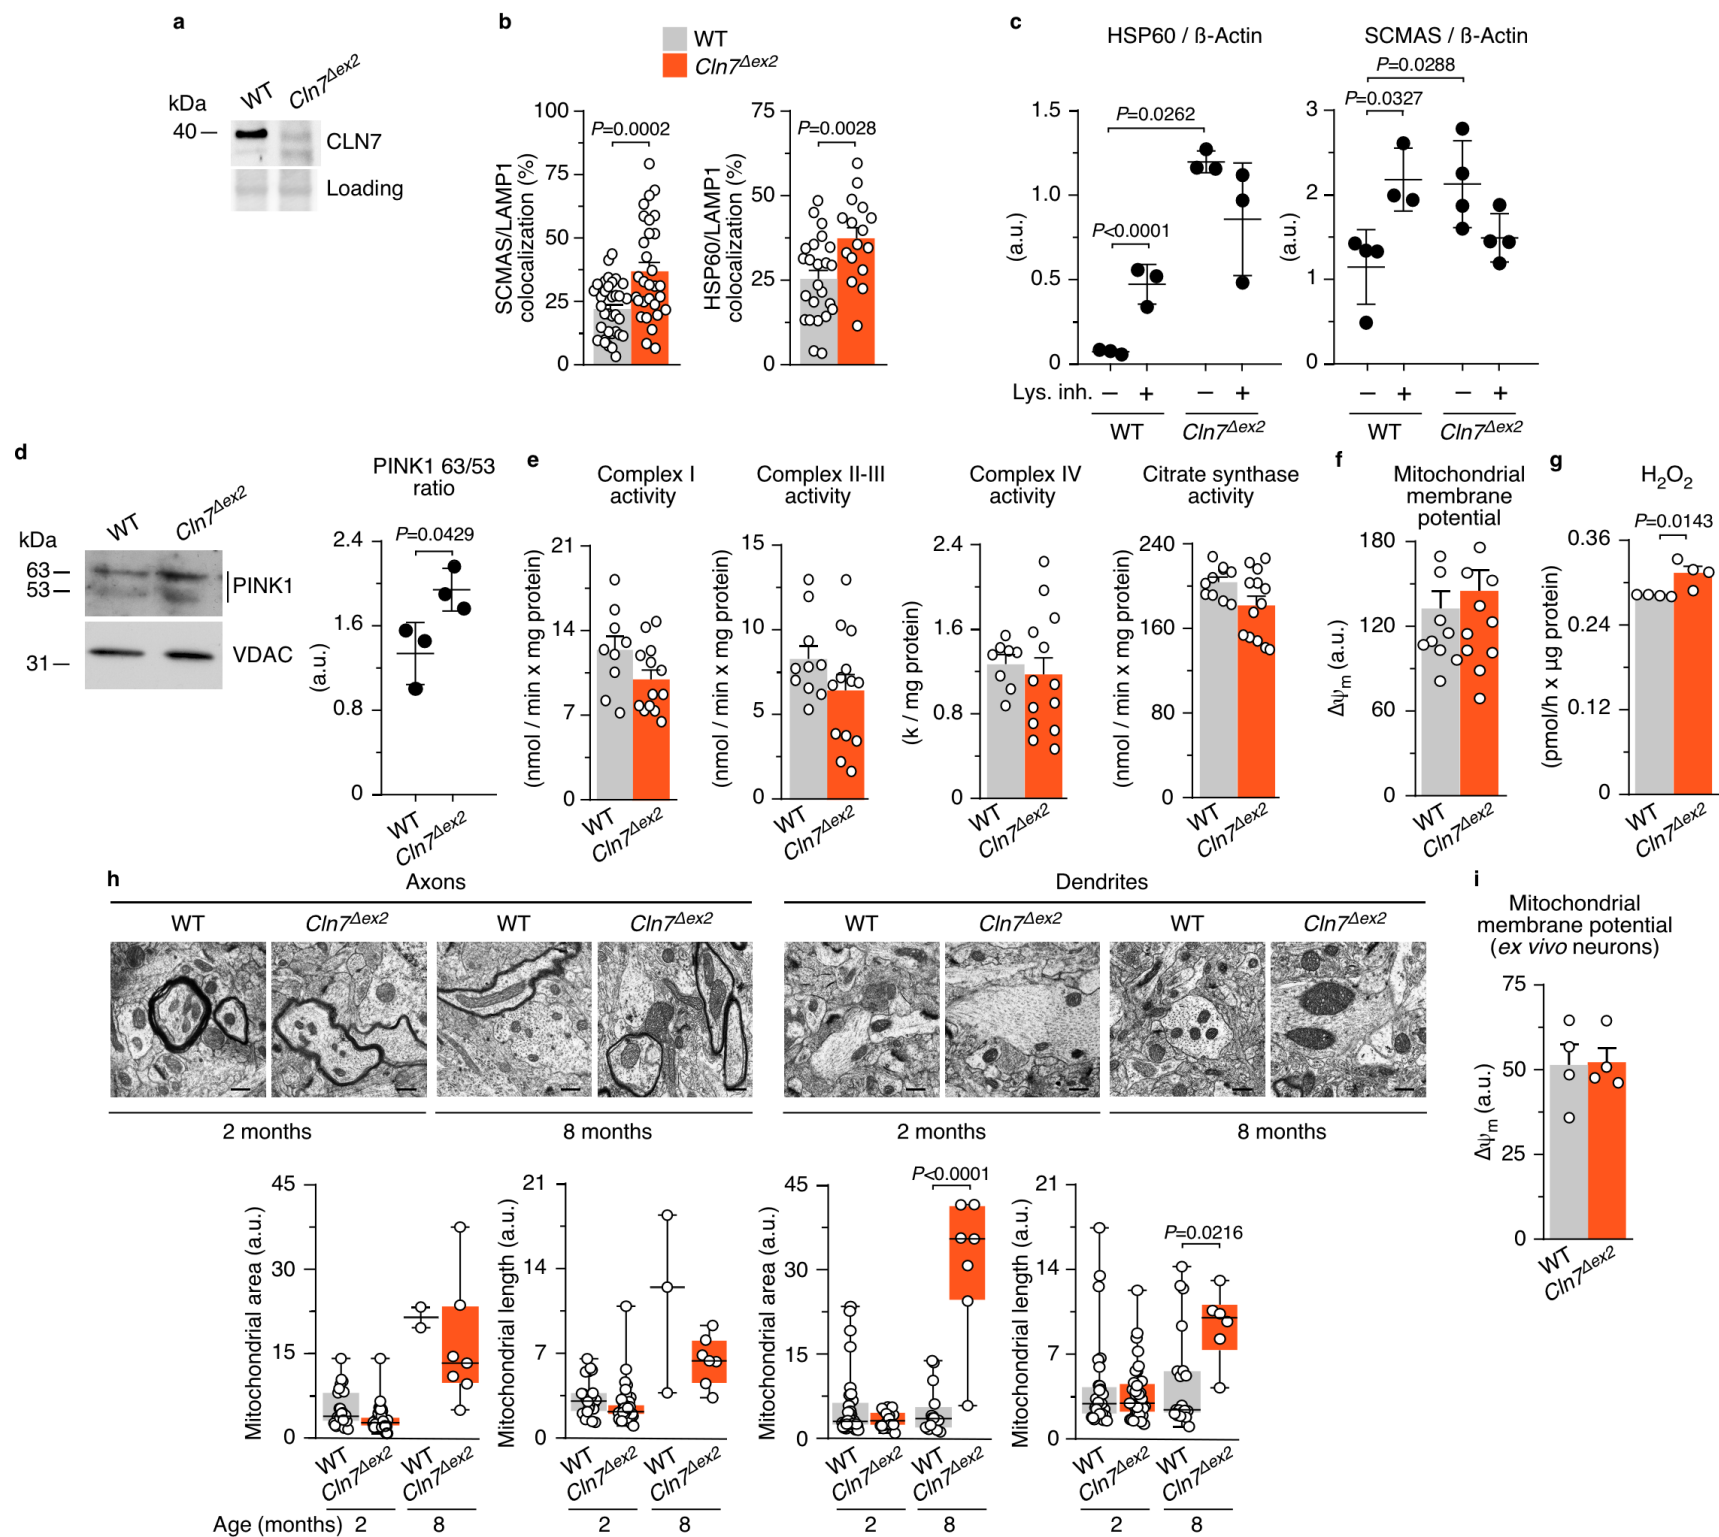 a
WT
Cln7Δex2
kDa
40
CLN7
Loading
b
WT
Cln7Δex2
SCMAS/LAMP1
colocalization (%)
100
75
50
25
0
P=0.0002
HSP60/LAMP1
colocalization (%)
75
50
25
0
P=0.0028
c
HSP60 / ß-Actin
(a.u.)
1.5
1.0
0.5
0
P=0.0262
P<0.0001
SCMAS / ß-Actin
(a.u.)
3
2
1
0
P=0.0288
P=0.0327
Lys. inh. − + − + − + − +
WT Cln7Δex2 WT Cln7Δex2
d
WT
Cln7Δex2
kDa
63
53
PINK1
31
VDAC
PINK1 63/53
ratio
(a.u.)
2.4
1.6
0.8
0
P=0.0429
WT
Cln7Δex2
e
Complex I
activity
(nmol / min x mg protein)
21
14
7
0
WT
Cln7Δex2
Complex II-III
activity
(nmol / min x mg protein)
15
10
5
0
WT
Cln7Δex2
Complex IV
activity
(k / mg protein)
2.4
1.6
0.8
0
WT
Cln7Δex2
Citrate synthase
activity
(nmol / min x mg protein)
240
160
80
0
WT
Cln7Δex2
f
Mitochondrial
membrane
potential
Δψm (a.u.)
180
120
60
0
WT
Cln7Δex2
g
H2O2
(pmol/h x µg protein)
0.36
0.24
0.12
0
P=0.0143
WT
Cln7Δex2
h
Axons
Dendrites
WT Cln7Δex2 WT Cln7Δex2 WT Cln7Δex2 WT Cln7Δex2
2 months 8 months 2 months 8 months
Mitochondrial area (a.u.)
45
30
15
0
WT
Cln7Δex2
WT
Cln7Δex2
Mitochondrial length (a.u.)
21
14
7
0
WT
Cln7Δex2
WT
Cln7Δex2
Mitochondrial area (a.u.)
45
30
15
0
P<0.0001
WT
Cln7Δex2
WT
Cln7Δex2
Mitochondrial length (a.u.)
21
14
7
0
P=0.0216
WT
Cln7Δex2
WT
Cln7Δex2
Age (months) 2 8 2 8 2 8 2 8
i
Mitochondrial
membrane potential
(ex vivo neurons)
Δψm (a.u.)
75
50
25
0
WT
Cln7Δex2